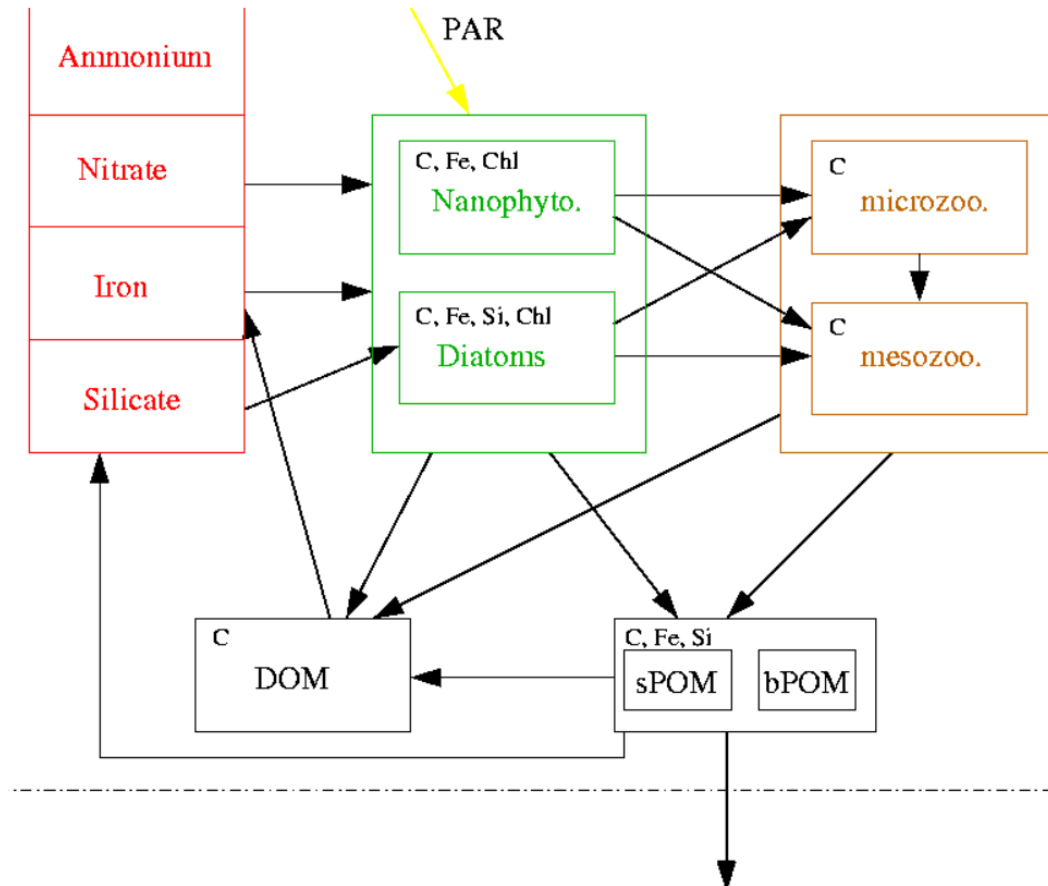 PAR
Ammonium
Nitrate
Iron
Silicate
C, Fe, Chl
Nanophyto.
C, Fe, Si, Chl
Diatoms
C
microzoo.
C
mesozoo.
C
DOM
C, Fe, Si
sPOM
bPOM